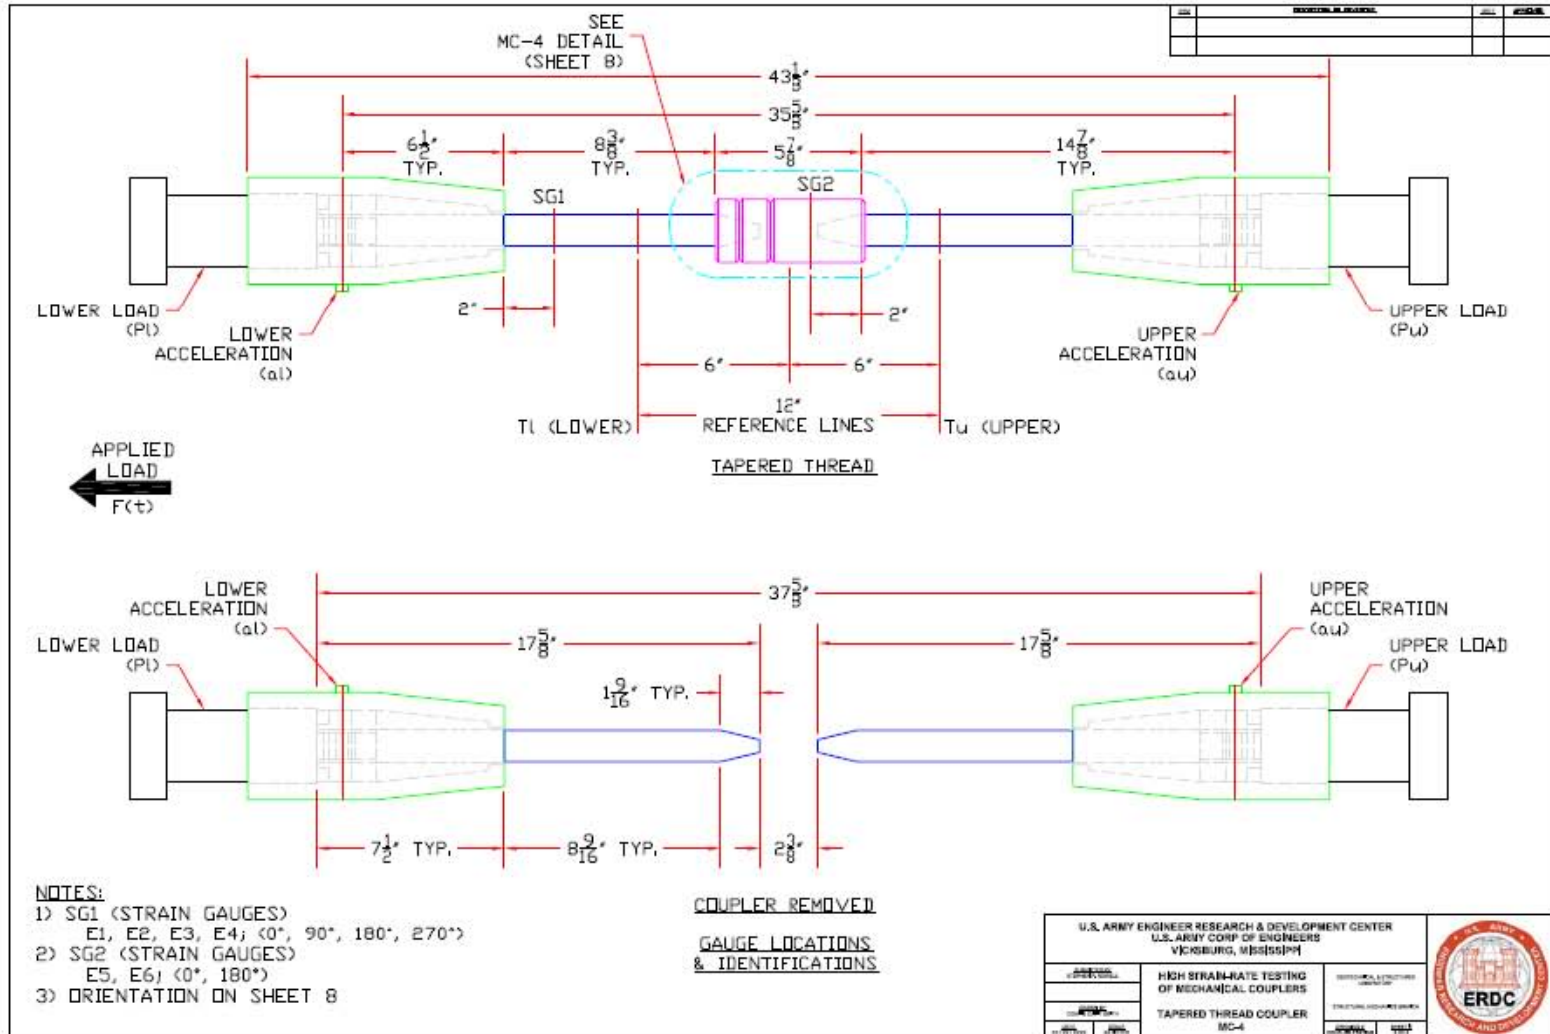 SEE
MC-4 DETAIL
(SHEET 8)
43 1/8"
35 5/8"
6 1/2"
TYP.
8 3/8"
TYP.
5 7/8"
14 7/8"
TYP.
SG1
SG2
LOWER LOAD
(Pl)
LOWER
ACCELERATION
(al)
2"
2"
UPPER
ACCELERATION
(au)
UPPER LOAD
(Pu)
6"
6"
12"
Tl (LOWER)
REFERENCE LINES
Tu (UPPER)
TAPERED THREAD
APPLIED
LOAD
F(t)
LOWER
ACCELERATION
(al)
LOWER LOAD
(Pl)
37 5/8"
17 5/8"
17 5/8"
UPPER
ACCELERATION
(au)
UPPER LOAD
(Pu)
1 9/16" TYP.
7 1/2" TYP.
8 9/16" TYP.
2 3/8"
COUPLER REMOVED
GAUGE LOCATIONS
& IDENTIFICATIONS
NOTES:
1) SG1 (STRAIN GAUGES)
E1, E2, E3, E4; (0°, 90°, 180°, 270°)
2) SG2 (STRAIN GAUGES)
E5, E6; (0°, 180°)
3) ORIENTATION ON SHEET 8
U.S. ARMY ENGINEER RESEARCH & DEVELOPMENT CENTER
U.S. ARMY CORP OF ENGINEERS
VICKSBURG, MISSISSIPPI
HIGH STRAIN-RATE TESTING
OF MECHANICAL COUPLERS
TAPERED THREAD COUPLER
MC-4
U.S. ARMY
ENGINEER RESEARCH AND DEVELOPMENT CENTER
ERDC